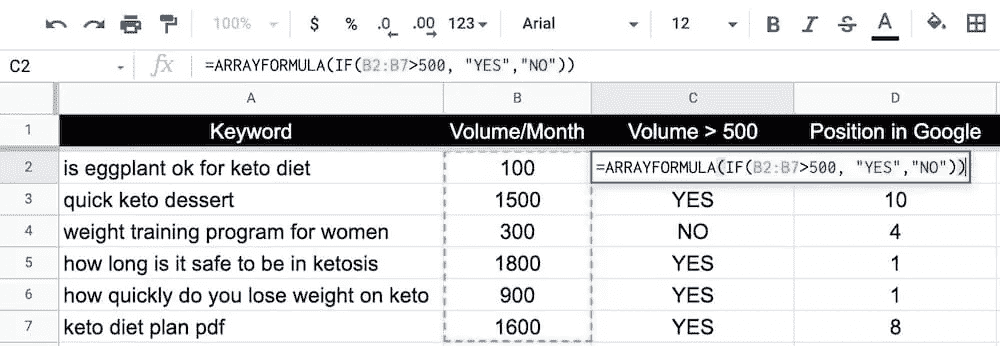 100% $ % .0 .00 123 Arial 12 B I S A
C2 fx =ARRAYFORMULA(IF(B2:B7>500, "YES","NO"))
A B C D
1 Keyword Volume/Month Volume > 500 Position in Google
2 is eggplant ok for keto diet 100 =ARRAYFORMULA(IF(B2:B7>500, "YES","NO"))
3 quick keto dessert 1500 YES 10
4 weight training program for women 300 NO 4
5 how long is it safe to be in ketosis 1800 YES 1
6 how quickly do you lose weight on keto 900 YES 1
7 keto diet plan pdf 1600 YES 8